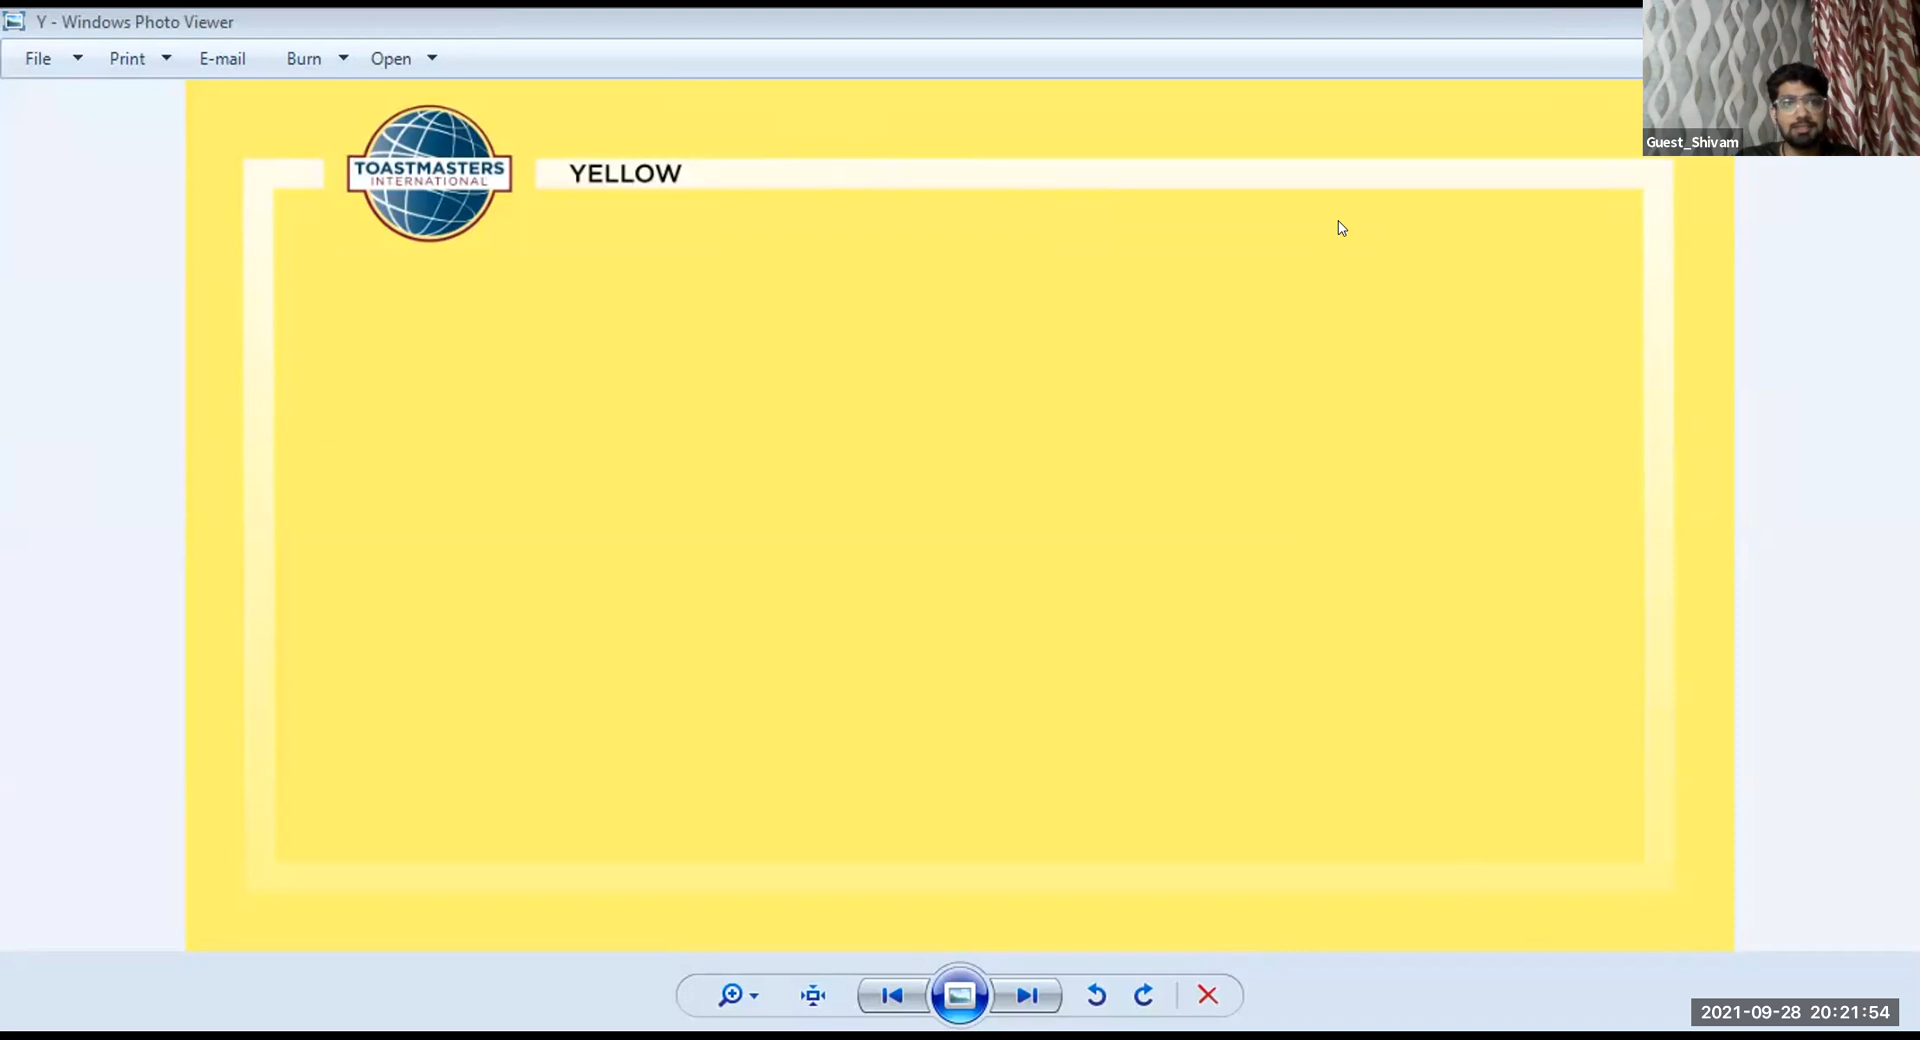 Y - Windows Photo Viewer
File Print E-mail Burn Open
Guest_Shivam
TOASTMASTERS
INTERNATIONAL
YELLOW
2021-09-28 20:21:54